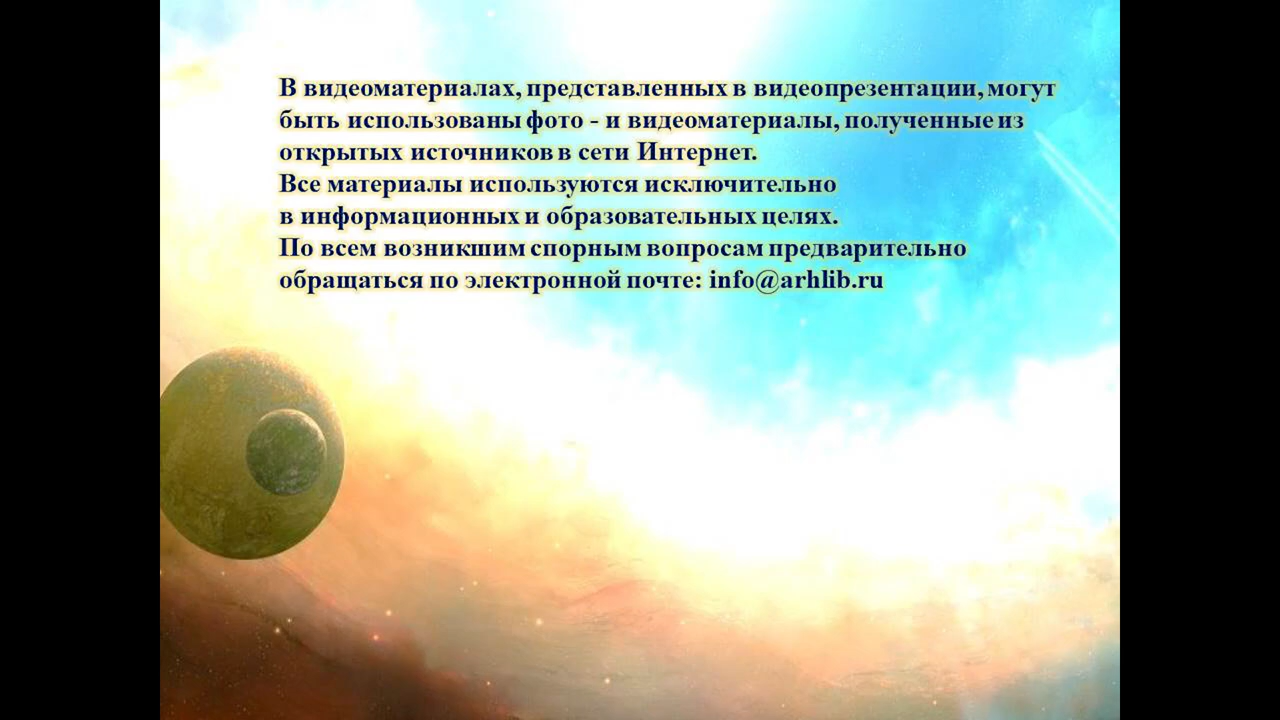 В видеоматериалах, представленных в видеопрезентации, могут
быть использованы фото - и видеоматериалы, полученные из
открытых источников в сети Интернет.
Все материалы используются исключительно
в информационных и образовательных целях.
По всем возникшим спорным вопросам предварительно
обращаться по электронной почте: info@arhlib.ru